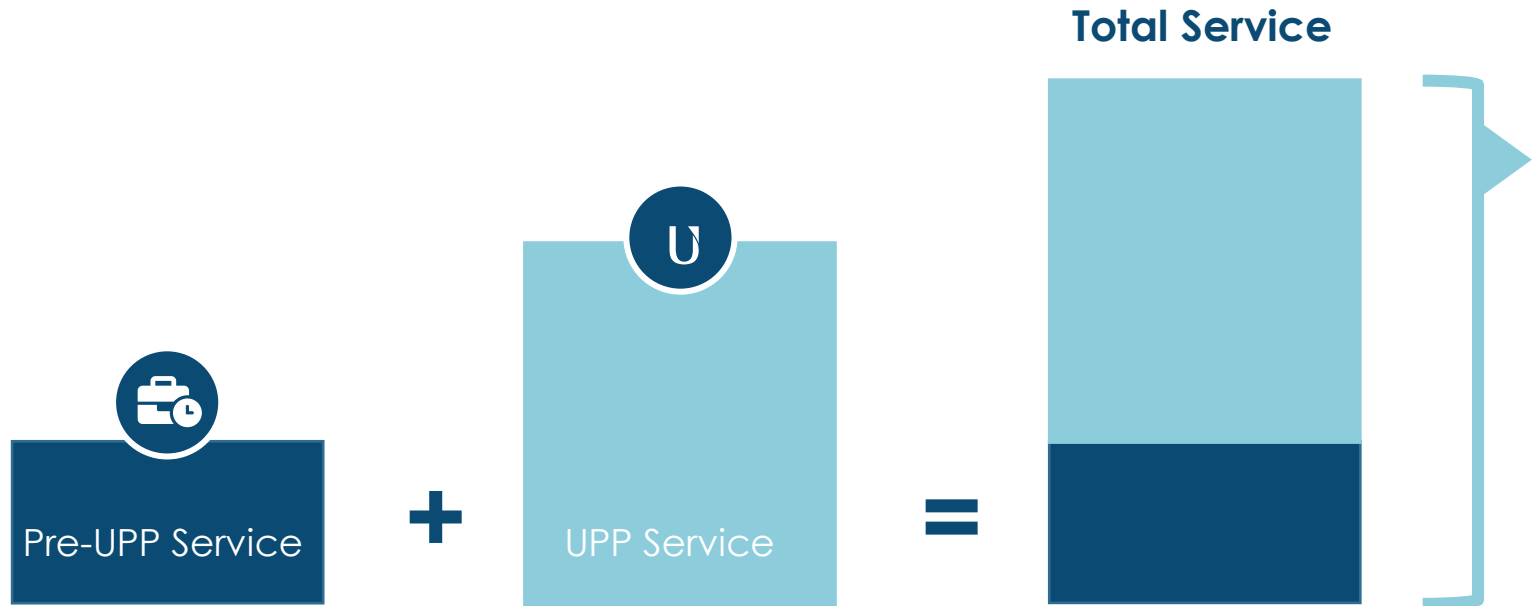 Total Service
U
Pre-UPP Service
+
UPP Service
=